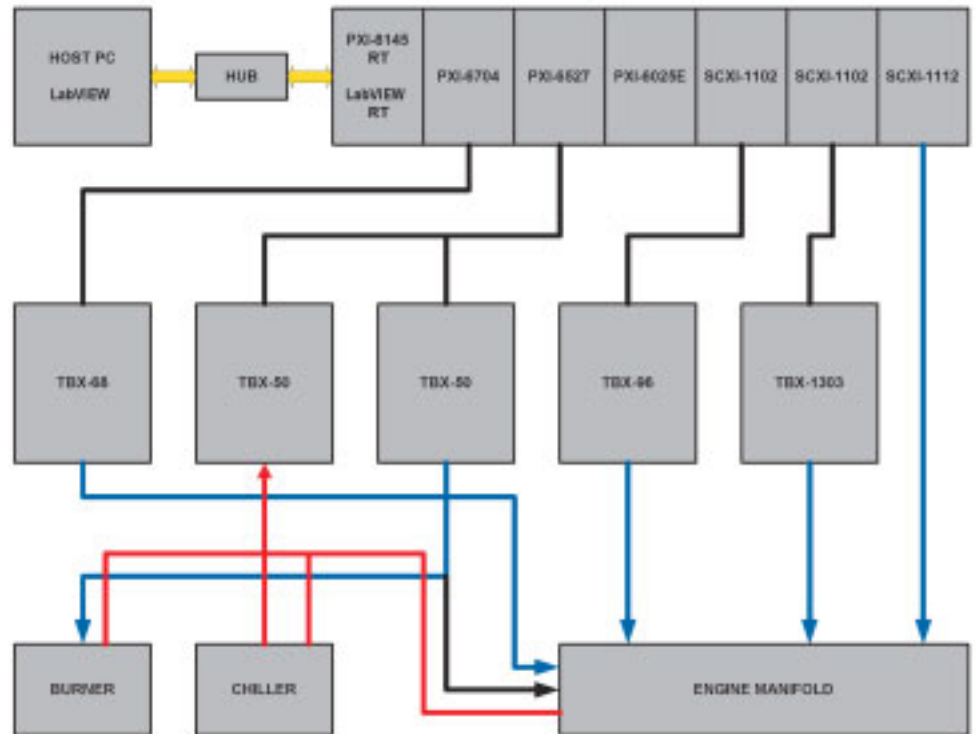 HOST PC
LabVIEW
HUB
PXI-8145
RT
LabVIEW
RT
PXI-6704
PXI-6527
PXI-6025E
SCXI-1102
SCXI-1102
SCXI-1112
TBX-68
TBX-50
TBX-50
TBX-96
TBX-1303
BURNER
CHILLER
ENGINE MANIFOLD